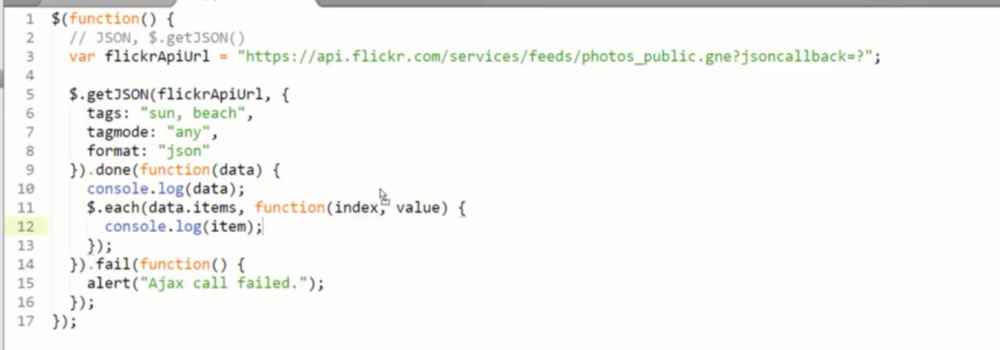 1 $(function() {
2 // JSON, $.getJSON()
3 var flickrApiUrl = "https://api.flickr.com/services/feeds/photos_public.gne?jsoncallback=?";
4
5 $.getJSON(flickrApiUrl, {
6 tags: "sun, beach",
7 tagmode: "any",
8 format: "json"
9 }).done(function(data) {
10 console.log(data);
11 $.each(data.items, function(index, value) {
12 console.log(item);
13 });
14 }).fail(function() {
15 alert("Ajax call failed.");
16 });
17 });